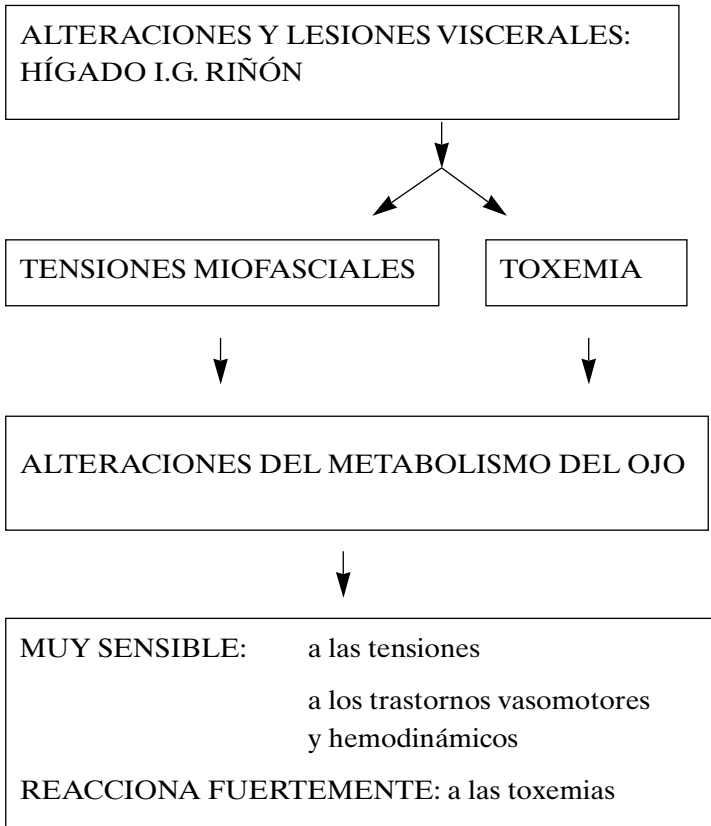 ALTERACIONES Y LESIONES VISCERALES:
HÍGADO I.G. RIÑÓN
TENSIONES MIOFASCIALES
TOXEMIA
ALTERACIONES DEL METABOLISMO DEL OJO
MUY SENSIBLE: a las tensiones
a los trastornos vasomotores
y hemodinámicos
REACCIONA FUERTEMENTE: a las toxemias